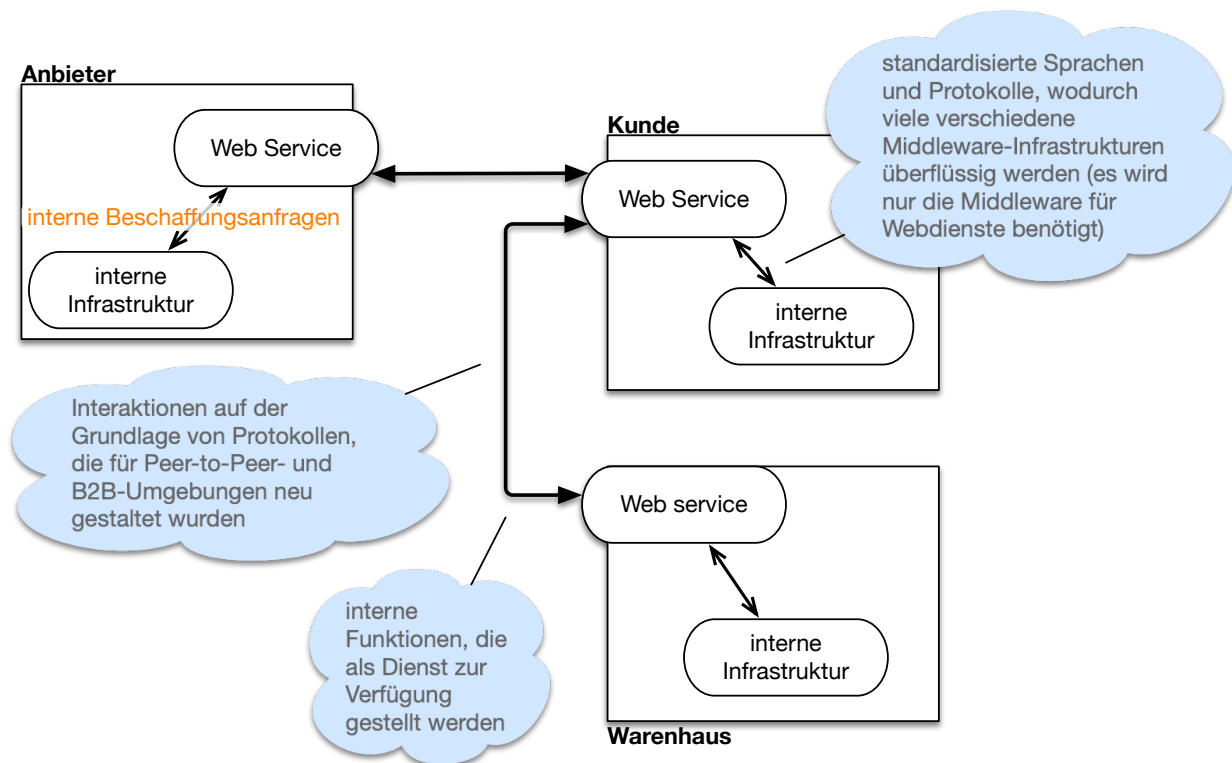 Anbieter
Web Service
interne Beschaffungsanfragen
interne
Infrastruktur
Kunde
Web Service
interne
Infrastruktur
standardisierte Sprachen
und Protokolle, wodurch
viele verschiedene
Middleware-Infrastrukturen
überflüssig werden (es wird
nur die Middleware für
Webdienste benötigt)
Interaktionen auf der
Grundlage von Protokollen,
die für Peer-to-Peer- und
B2B-Umgebungen neu
gestaltet wurden
Web service
interne
Infrastruktur
Warenhaus
interne
Funktionen, die
als Dienst zur
Verfügung
gestellt werden